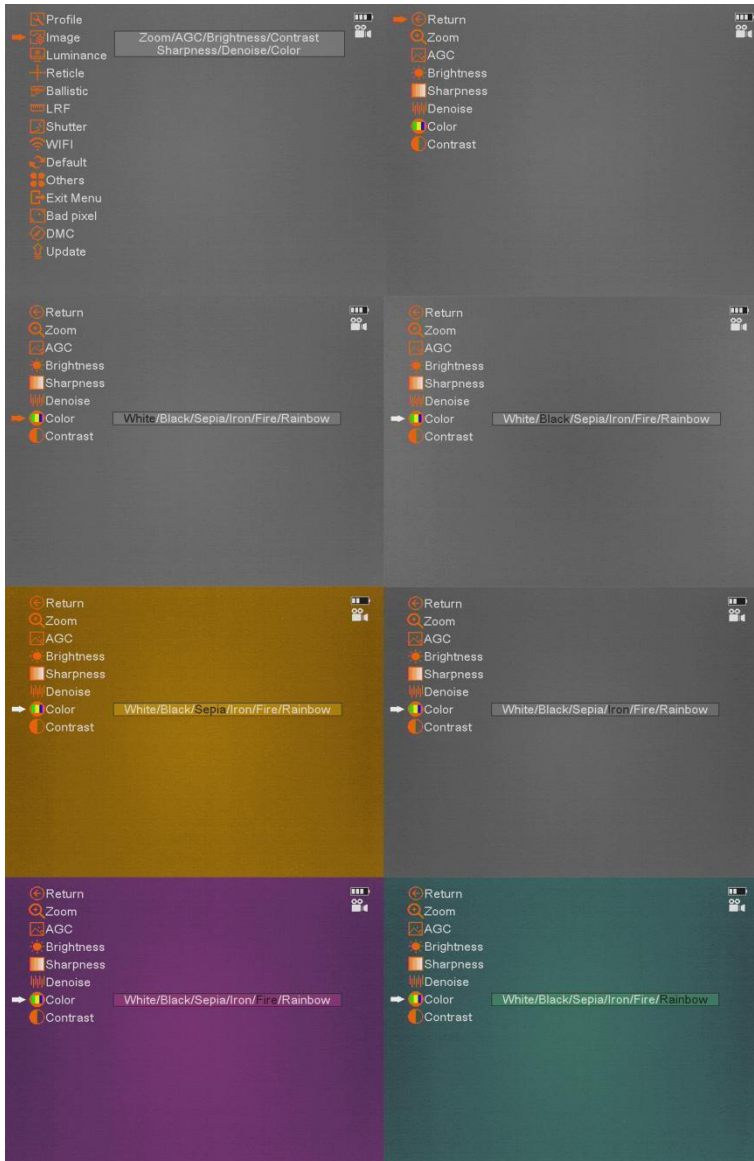 Profile
Image
Zoom/AGC/Brightness/Contrast
Sharpness/Denoise/Color
Luminance
Reticle
Ballistic
LRF
Shutter
WIFI
Default
Others
Exit Menu
Bad pixel
DMC
Update
Return
Zoom
AGC
Brightness
Sharpness
Denoise
Color
Contrast
Return
Zoom
AGC
Brightness
Sharpness
Denoise
Color White/Black/Sepia/Iron/Fire/Rainbow
Contrast
Return
Zoom
AGC
Brightness
Sharpness
Denoise
Color White/Black/Sepia/Iron/Fire/Rainbow
Contrast
Return
Zoom
AGC
Brightness
Sharpness
Denoise
Color White/Black/Sepia/Iron/Fire/Rainbow
Contrast
Return
Zoom
AGC
Brightness
Sharpness
Denoise
Color White/Black/Sepia/Iron/Fire/Rainbow
Contrast
Return
Zoom
AGC
Brightness
Sharpness
Denoise
Color White/Black/Sepia/Iron/Fire/Rainbow
Contrast
Return
Zoom
AGC
Brightness
Sharpness
Denoise
Color White/Black/Sepia/Iron/Fire/Rainbow
Contrast